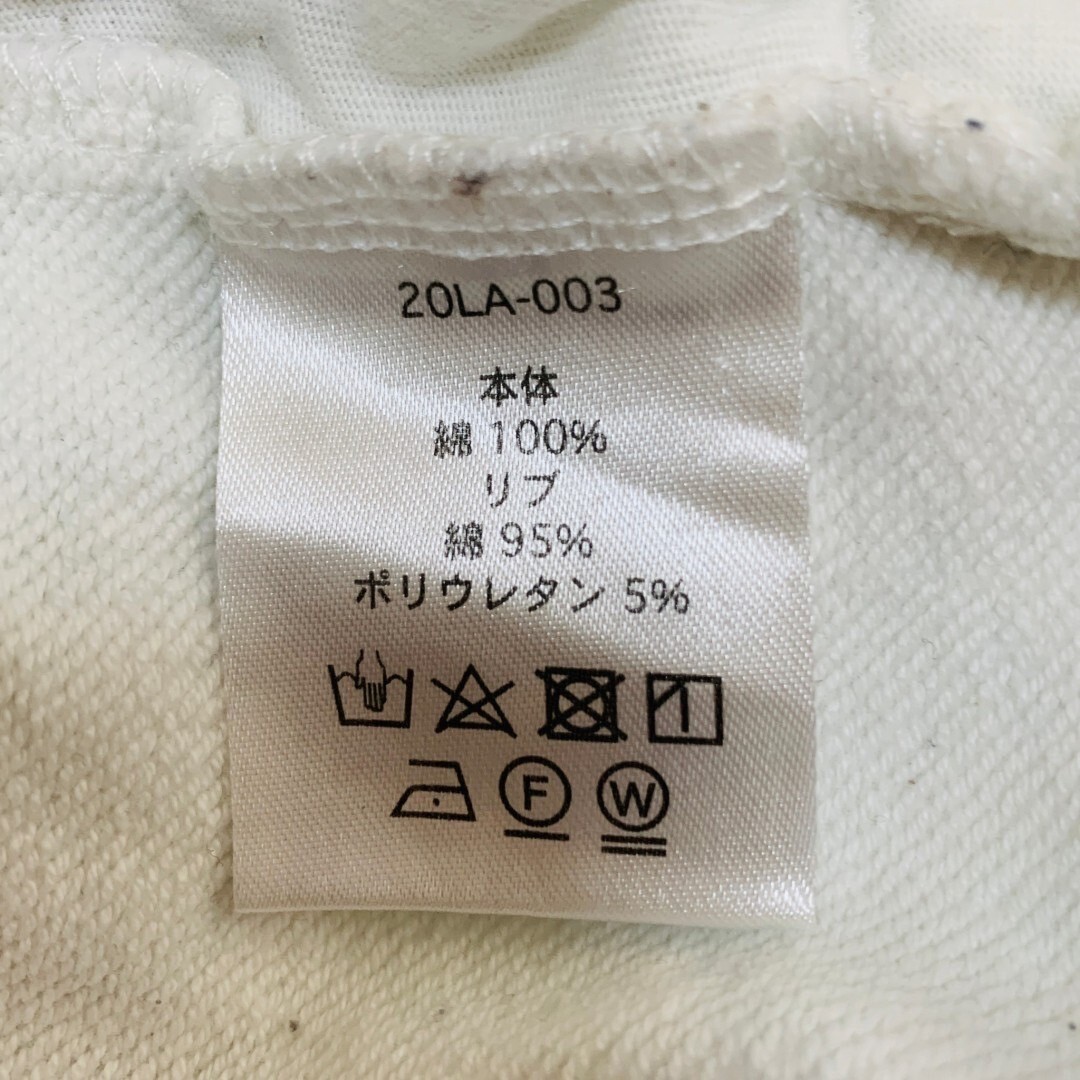 20LA-003
本体
綿 100%
リブ
綿 95%
ポリウレタン 5%
F W